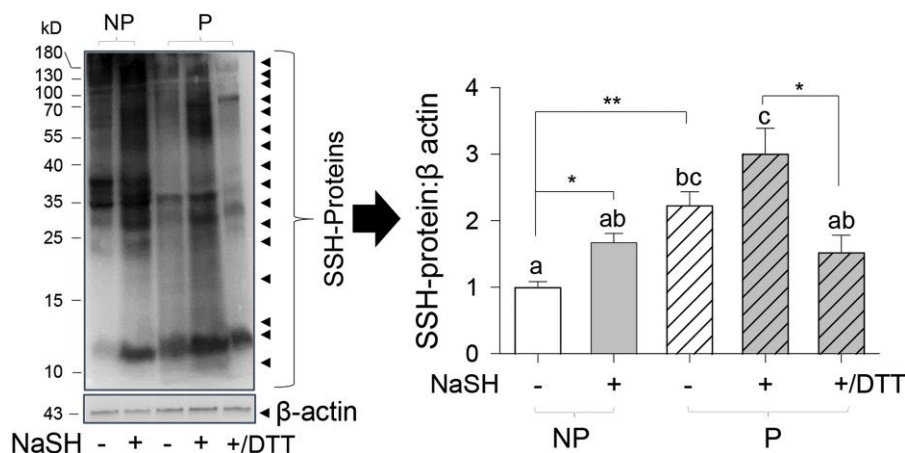 kD
NP P
180
130
100
70
55
40
35
25
15
10
SSH-Proteins
43
β-actin
NaSH - + - + +/DTT
SSH-protein:β actin
4
3
2
1
0
a
ab
bc
c
ab
*
**
*
NaSH - + - + +/DTT
NP P